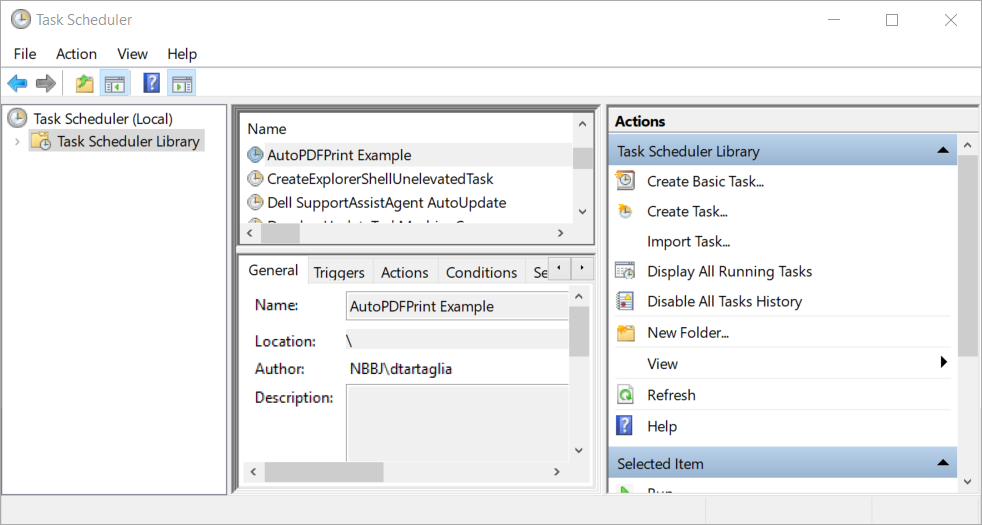 Task Scheduler
File Action View Help
Task Scheduler (Local)
Task Scheduler Library
Name
AutoPDFPrint Example
CreateExplorerShellUnelevatedTask
Dell SupportAssistAgent AutoUpdate
General Triggers Actions Conditions Se
Name: AutoPDFPrint Example
Location: \
Author: NBBJ\dtartaglia
Description:
Actions
Task Scheduler Library
Create Basic Task...
Create Task...
Import Task...
Display All Running Tasks
Disable All Tasks History
New Folder...
View
Refresh
Help
Selected Item
Run